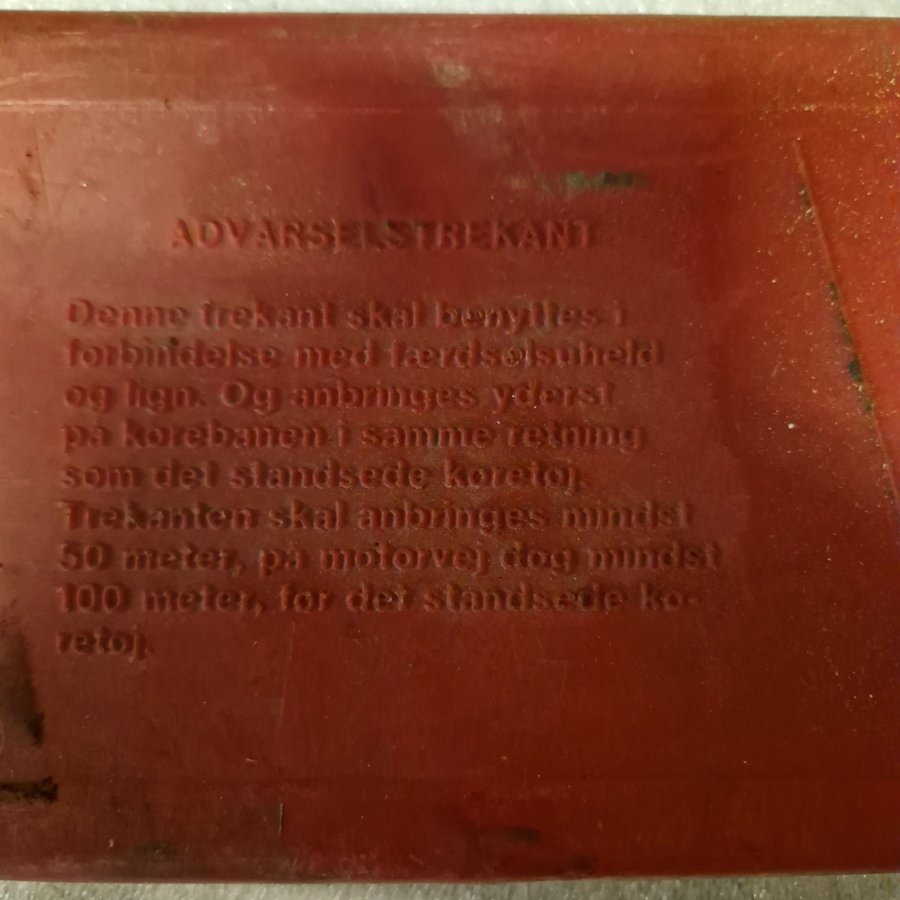 ADVARSELSTREKANT
Denne trekant skal benyttes i
forbindelse med færdselsuheld
og lign. Og anbringes yderst
på kørebanen i samme retning
som det standsede køretøj.
Trekanten skal anbringes mindst
50 meter, på motorvej dog mindst
100 meter, før det standsede kø-
retøj.